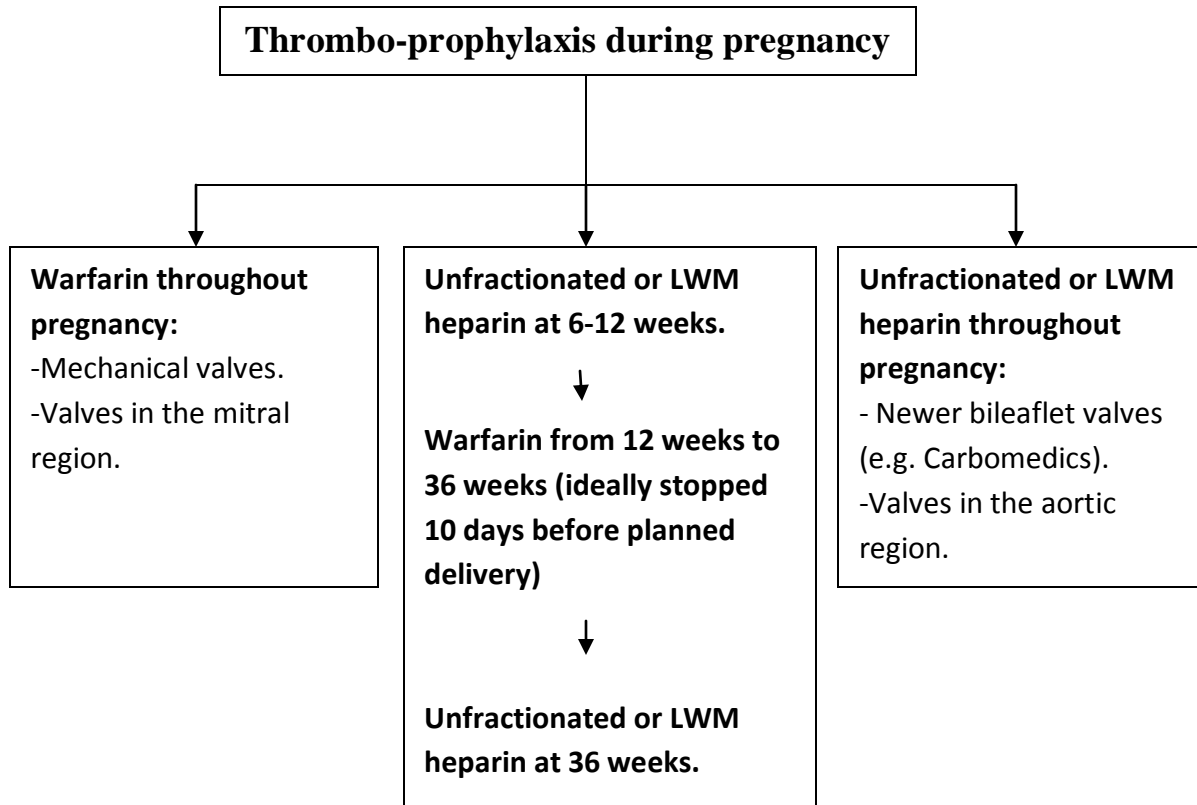 Thrombo-prophylaxis during pregnancy
Warfarin throughout
pregnancy:
-Mechanical valves.
-Valves in the mitral
region.
Unfractionated or LWM
heparin at 6-12 weeks.
Warfarin from 12 weeks to
36 weeks (ideally stopped
10 days before planned
delivery)
Unfractionated or LWM
heparin at 36 weeks.
Unfractionated or LWM
heparin throughout
pregnancy:
- Newer bileaflet valves
(e.g. Carbomedics).
-Valves in the aortic
region.